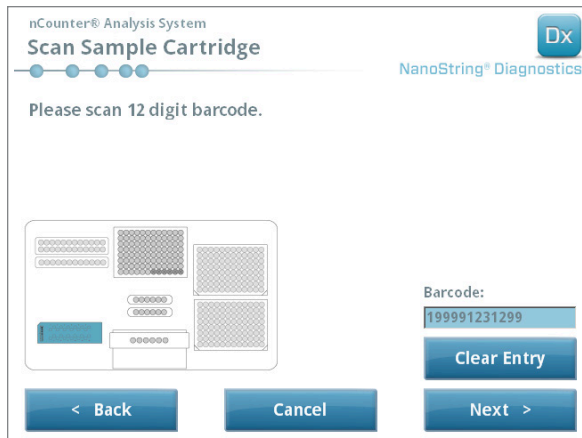 nCounter® Analysis System
Scan Sample Cartridge
Dx
NanoString® Diagnostics
Please scan 12 digit barcode.
Barcode:
199991231299
Clear Entry
< Back
Cancel
Next >